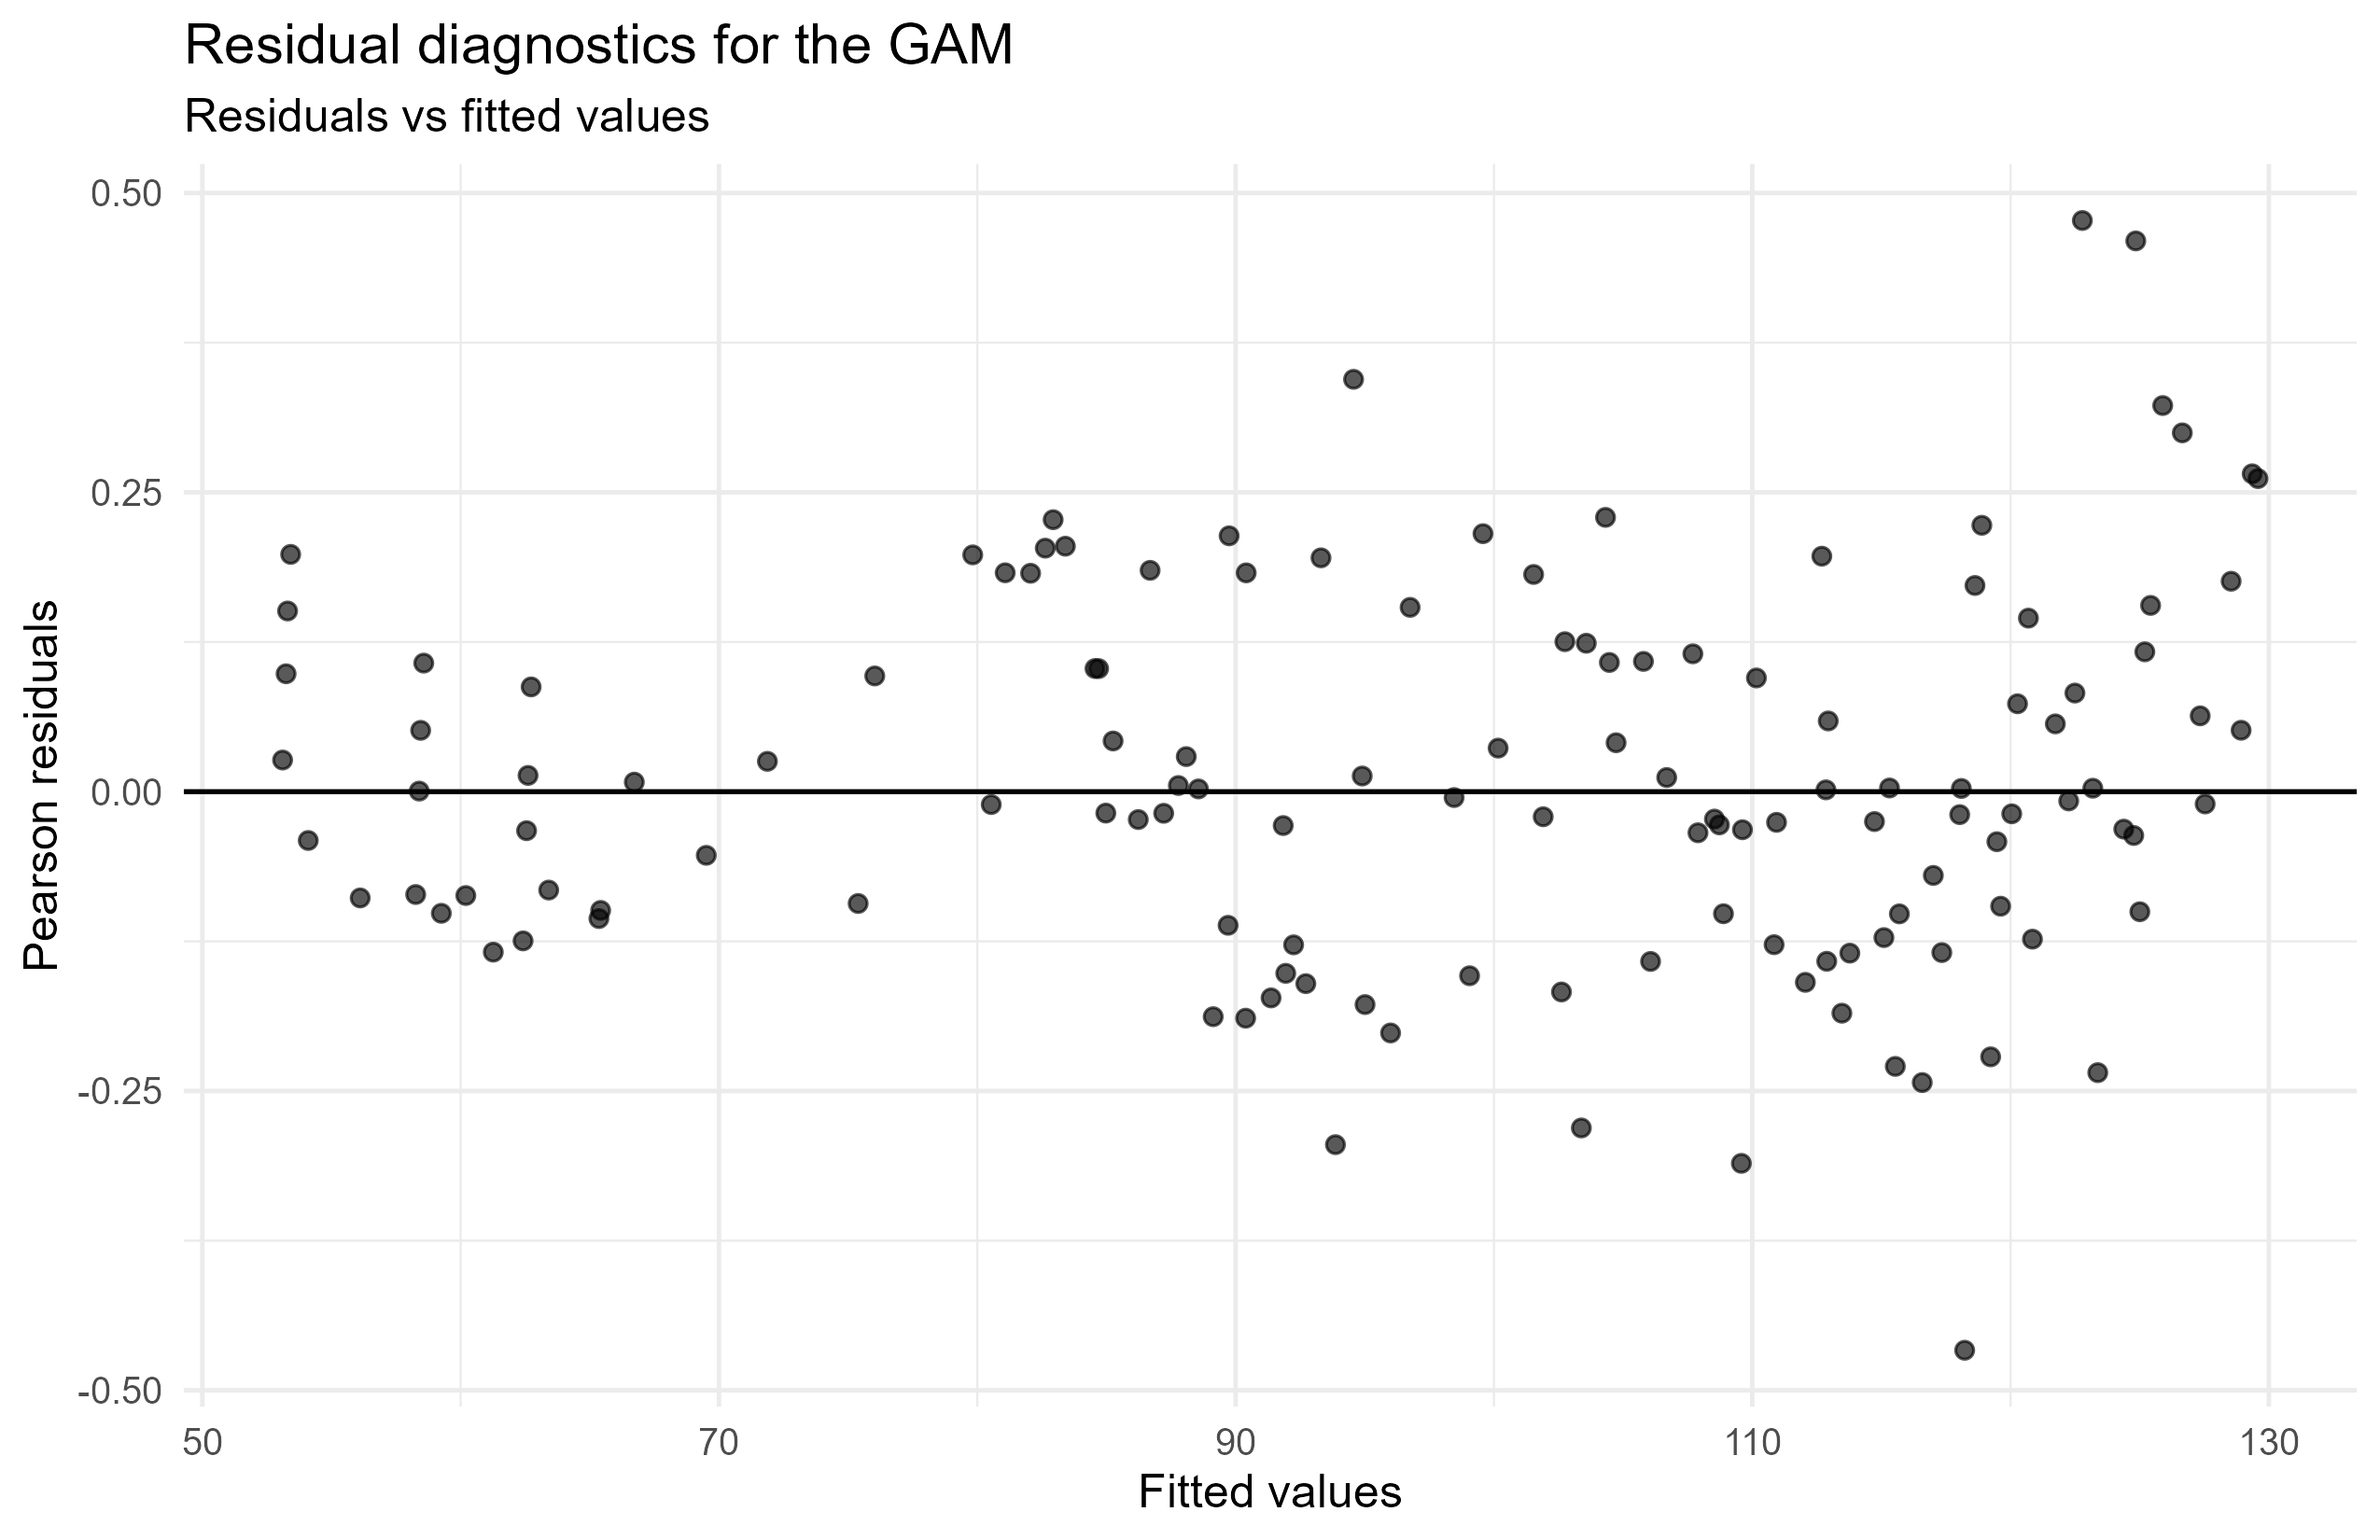 Residual diagnostics for the GAM
Residuals vs fitted values
0.50
0.25
0.00
-0.25
-0.50
Pearson residuals
50 70 90 110 130
Fitted values